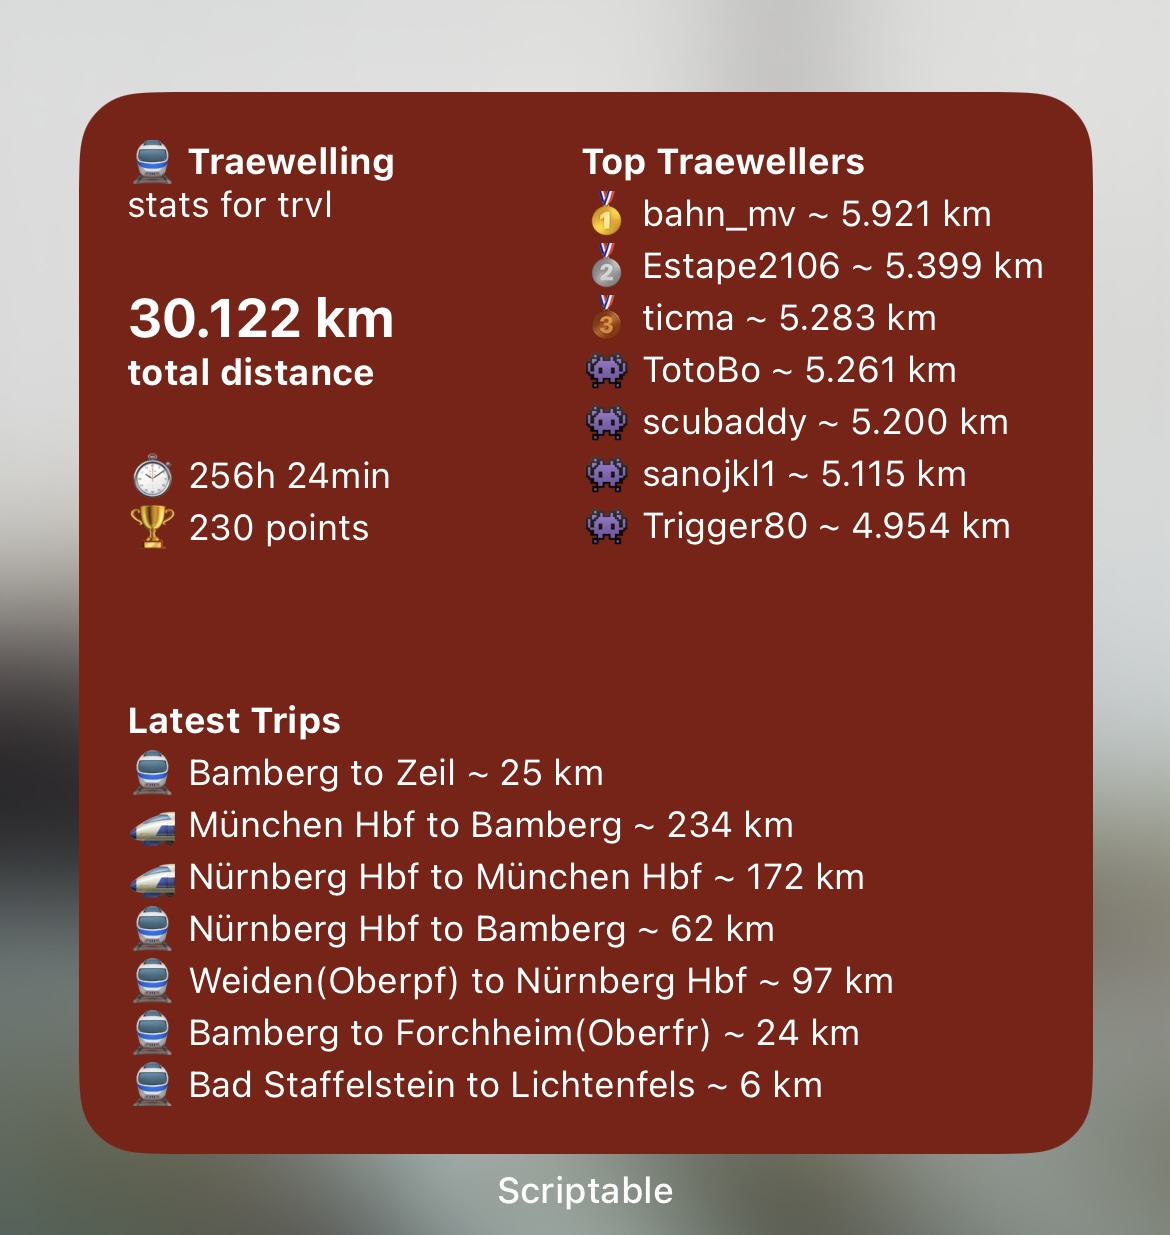 Traewelling
stats for trvl
30.122 km
total distance
256h 24min
230 points
Top Traewellers
1 bahn_mv ~ 5.921 km
2 Estape2106 ~ 5.399 km
3 ticma ~ 5.283 km
TotoBo ~ 5.261 km
scubaddy ~ 5.200 km
sanojkl1 ~ 5.115 km
Trigger80 ~ 4.954 km
Latest Trips
Bamberg to Zeil ~ 25 km
München Hbf to Bamberg ~ 234 km
Nürnberg Hbf to München Hbf ~ 172 km
Nürnberg Hbf to Bamberg ~ 62 km
Weiden(Oberpf) to Nürnberg Hbf ~ 97 km
Bamberg to Forchheim(Oberfr) ~ 24 km
Bad Staffelstein to Lichtenfels ~ 6 km
Scriptable